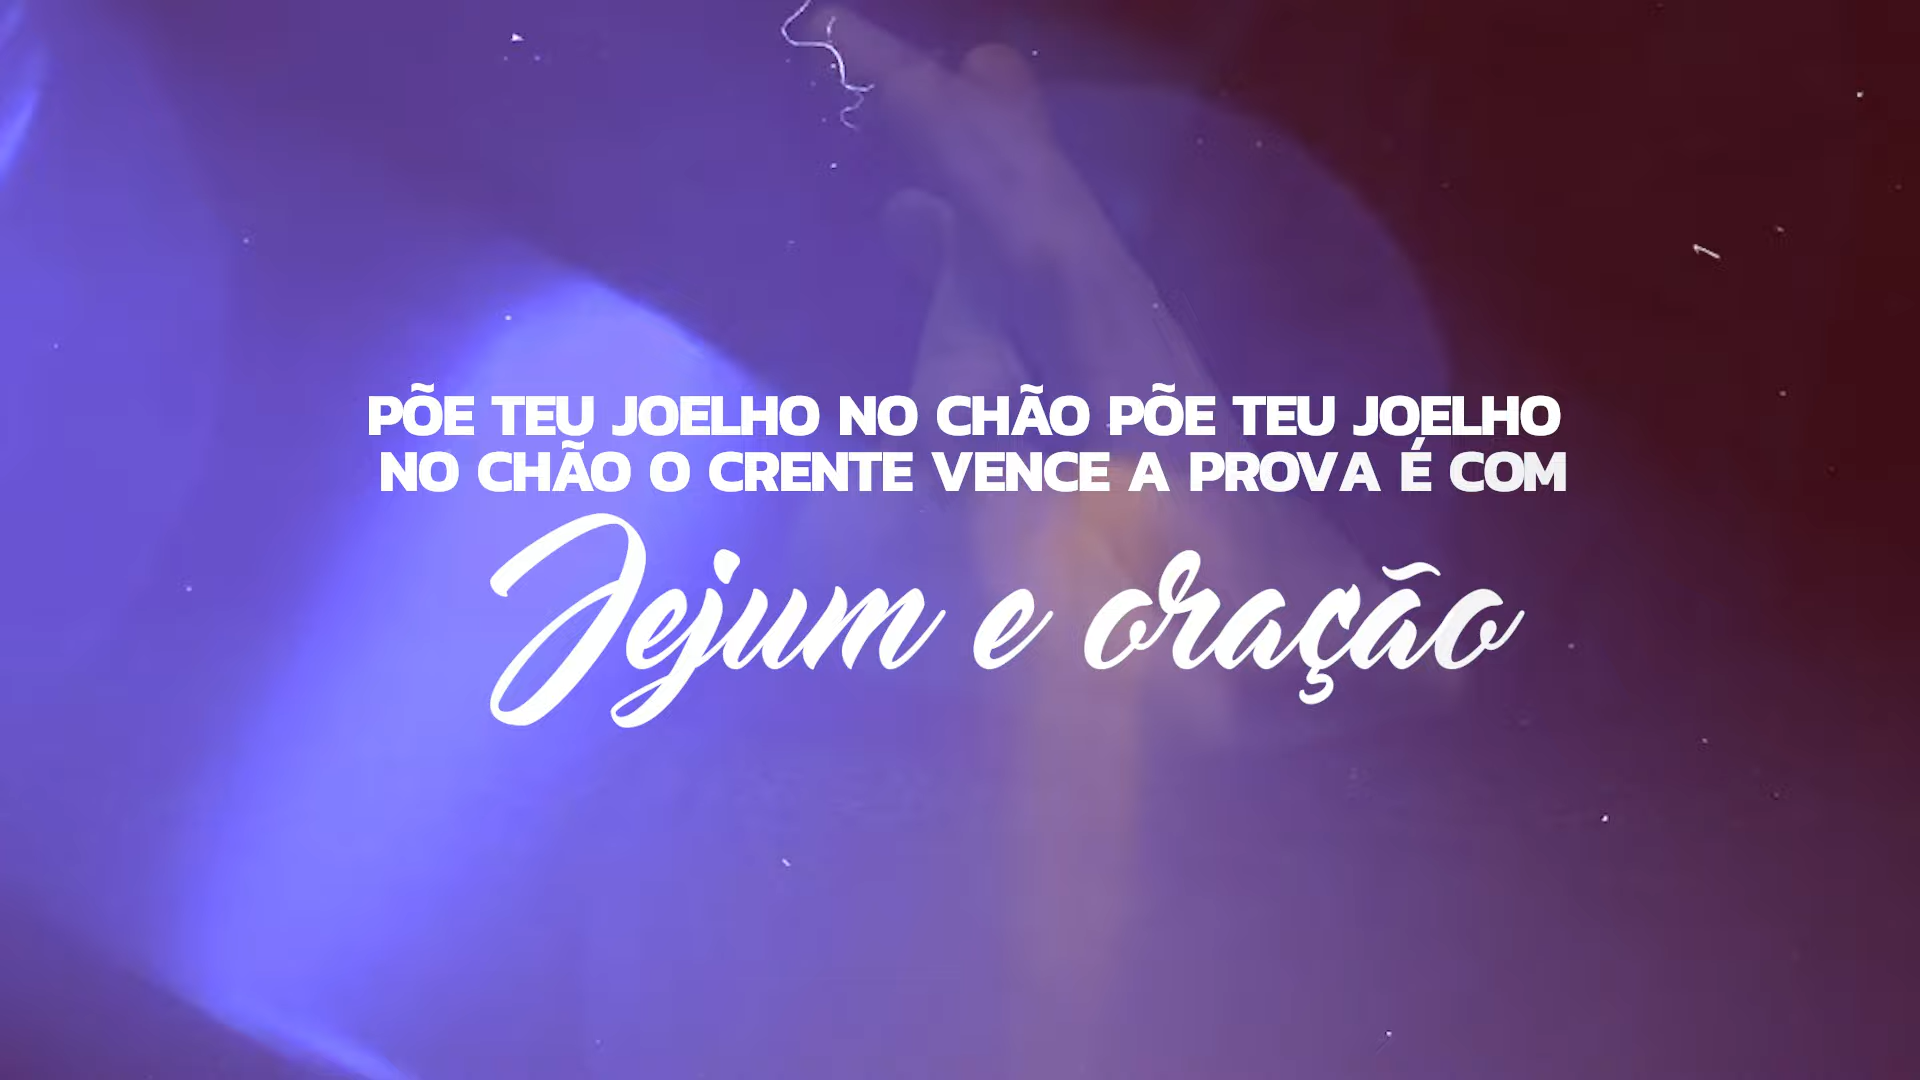 PÕE TEU JOELHO NO CHÃO PÕE TEU JOELHO
NO CHÃO O CRENTE VENCE A PROVA É COM
Jejum e oração